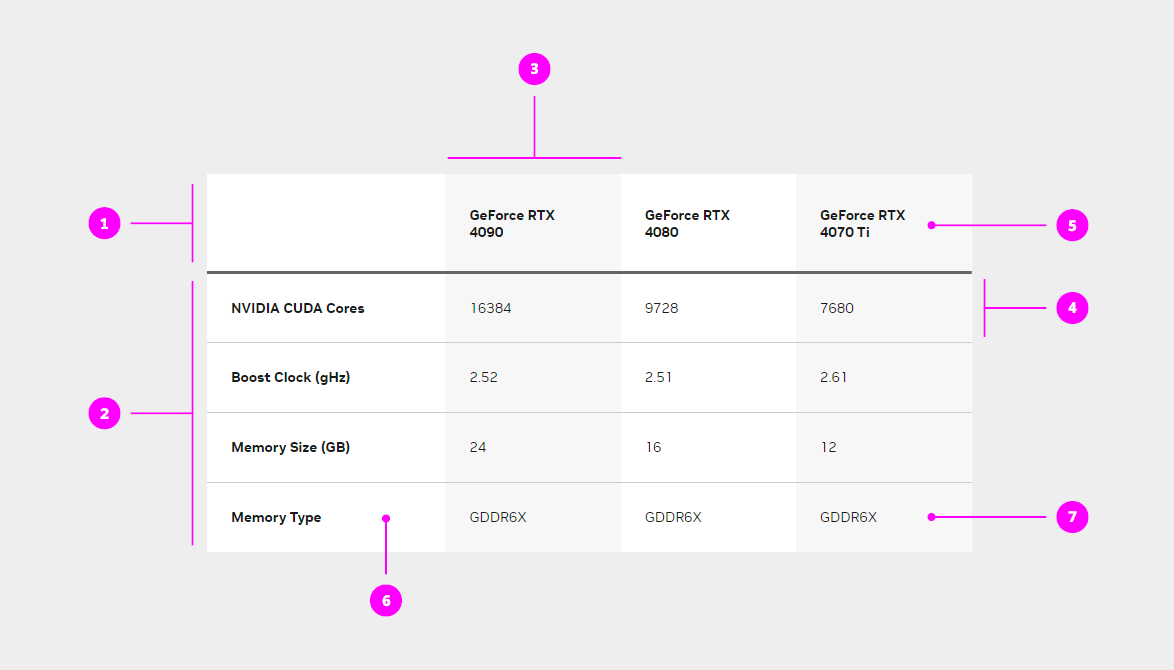 3
1
GeForce RTX 4090 GeForce RTX 4080 GeForce RTX 4070 Ti
5
NVIDIA CUDA Cores 16384 9728 7680
4
Boost Clock (gHz) 2.52 2.51 2.61
2
Memory Size (GB) 24 16 12
Memory Type GDDR6X GDDR6X GDDR6X
7
6